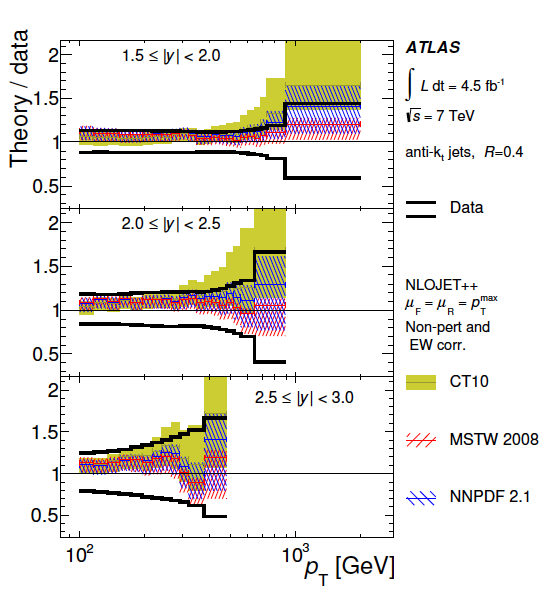 Theory / data
1.5 ≤ |y| < 2.0
2
1.5
1
0.5
2.0 ≤ |y| < 2.5
2
1.5
1
0.5
2.5 ≤ |y| < 3.0
2
1.5
1
0.5
10² 10³
p_T [GeV]
ATLAS
∫ L dt = 4.5 fb⁻¹
√s = 7 TeV
anti-k_t jets, R=0.4
Data
NLOJET++
μ_F = μ_R = p_T^max
Non-pert and
EW corr.
CT10
MSTW 2008
NNPDF 2.1